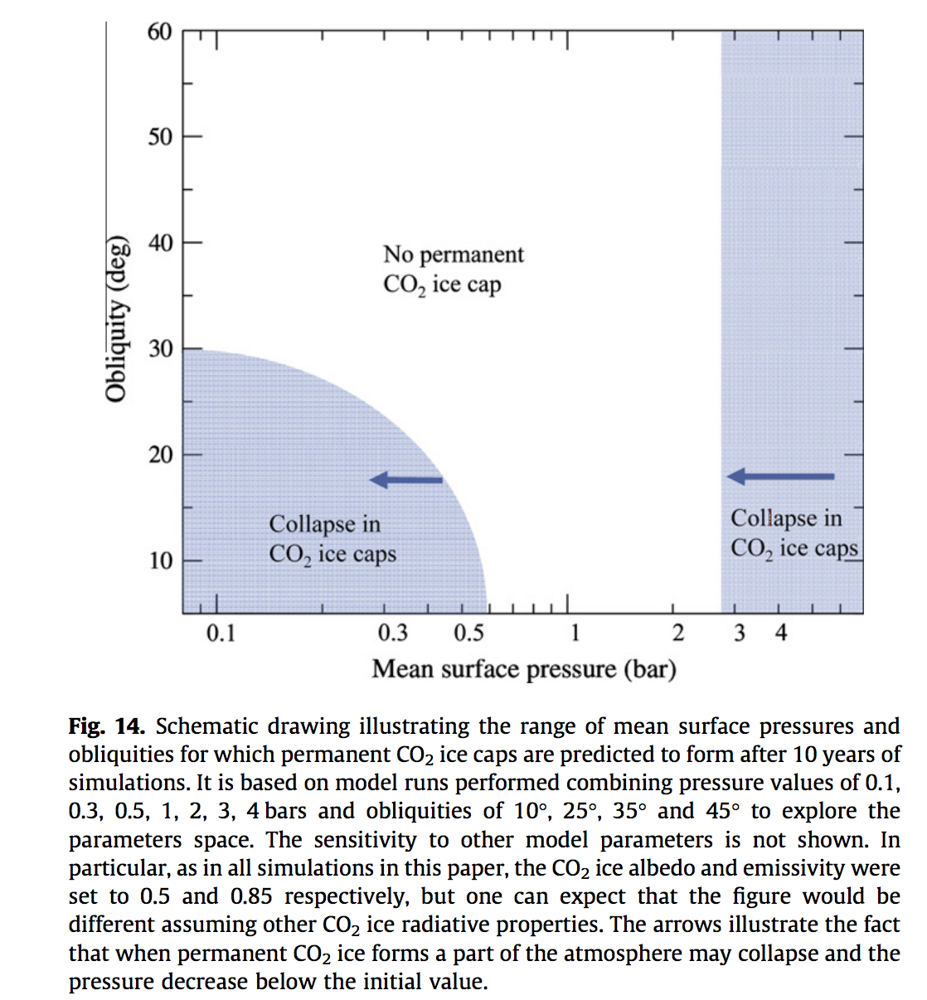 60
50
40
30
20
10
Obliquity (deg)
No permanent
CO₂ ice cap
Collapse in
CO₂ ice caps
Collapse in
CO₂ ice caps
0.1 0.3 0.5 1 2 3 4
Mean surface pressure (bar)
Fig. 14. Schematic drawing illustrating the range of mean surface pressures and
obliquities for which permanent CO₂ ice caps are predicted to form after 10 years of
simulations. It is based on model runs performed combining pressure values of 0.1,
0.3, 0.5, 1, 2, 3, 4 bars and obliquities of 10°, 25°, 35° and 45° to explore the
parameters space. The sensitivity to other model parameters is not shown. In
particular, as in all simulations in this paper, the CO₂ ice albedo and emissivity were
set to 0.5 and 0.85 respectively, but one can expect that the figure would be
different assuming other CO₂ ice radiative properties. The arrows illustrate the fact
that when permanent CO₂ ice forms a part of the atmosphere may collapse and the
pressure decrease below the initial value.